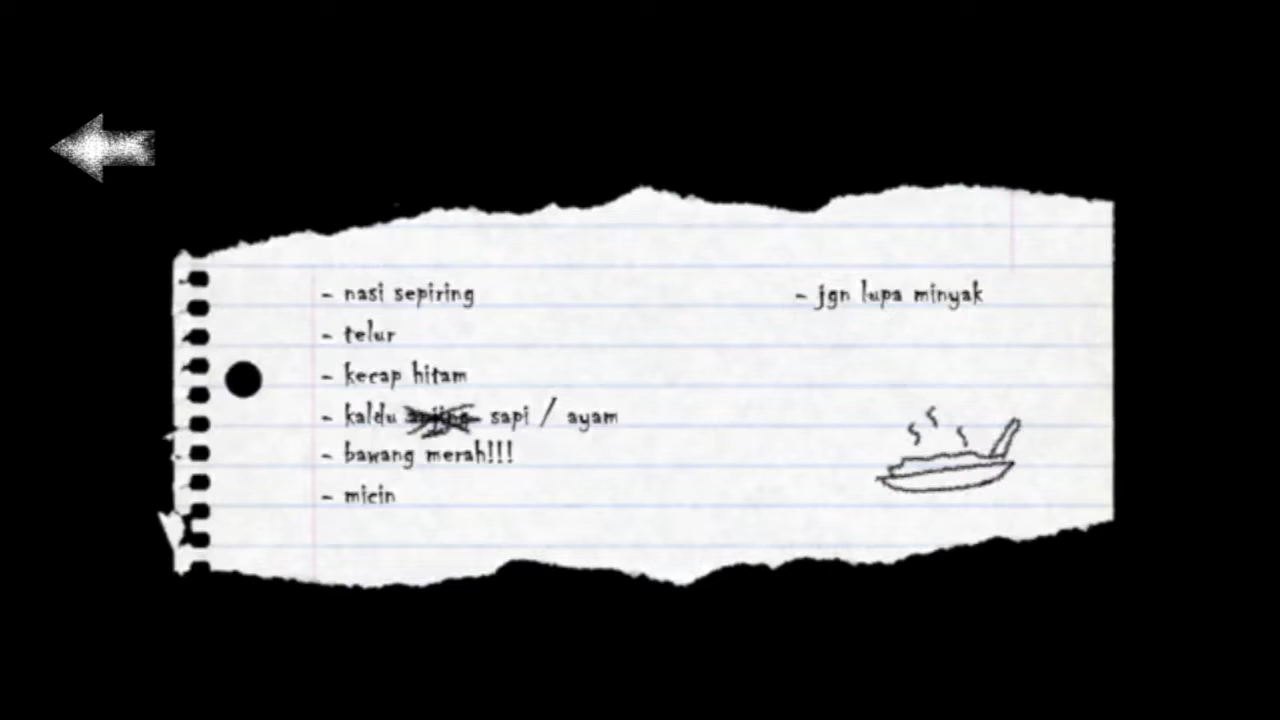 - nasi sepiring
- telur
- kecap hitam
- kaldu sapi / ayam
- bawang merah!!!
- micin
- jgn lupa minyak